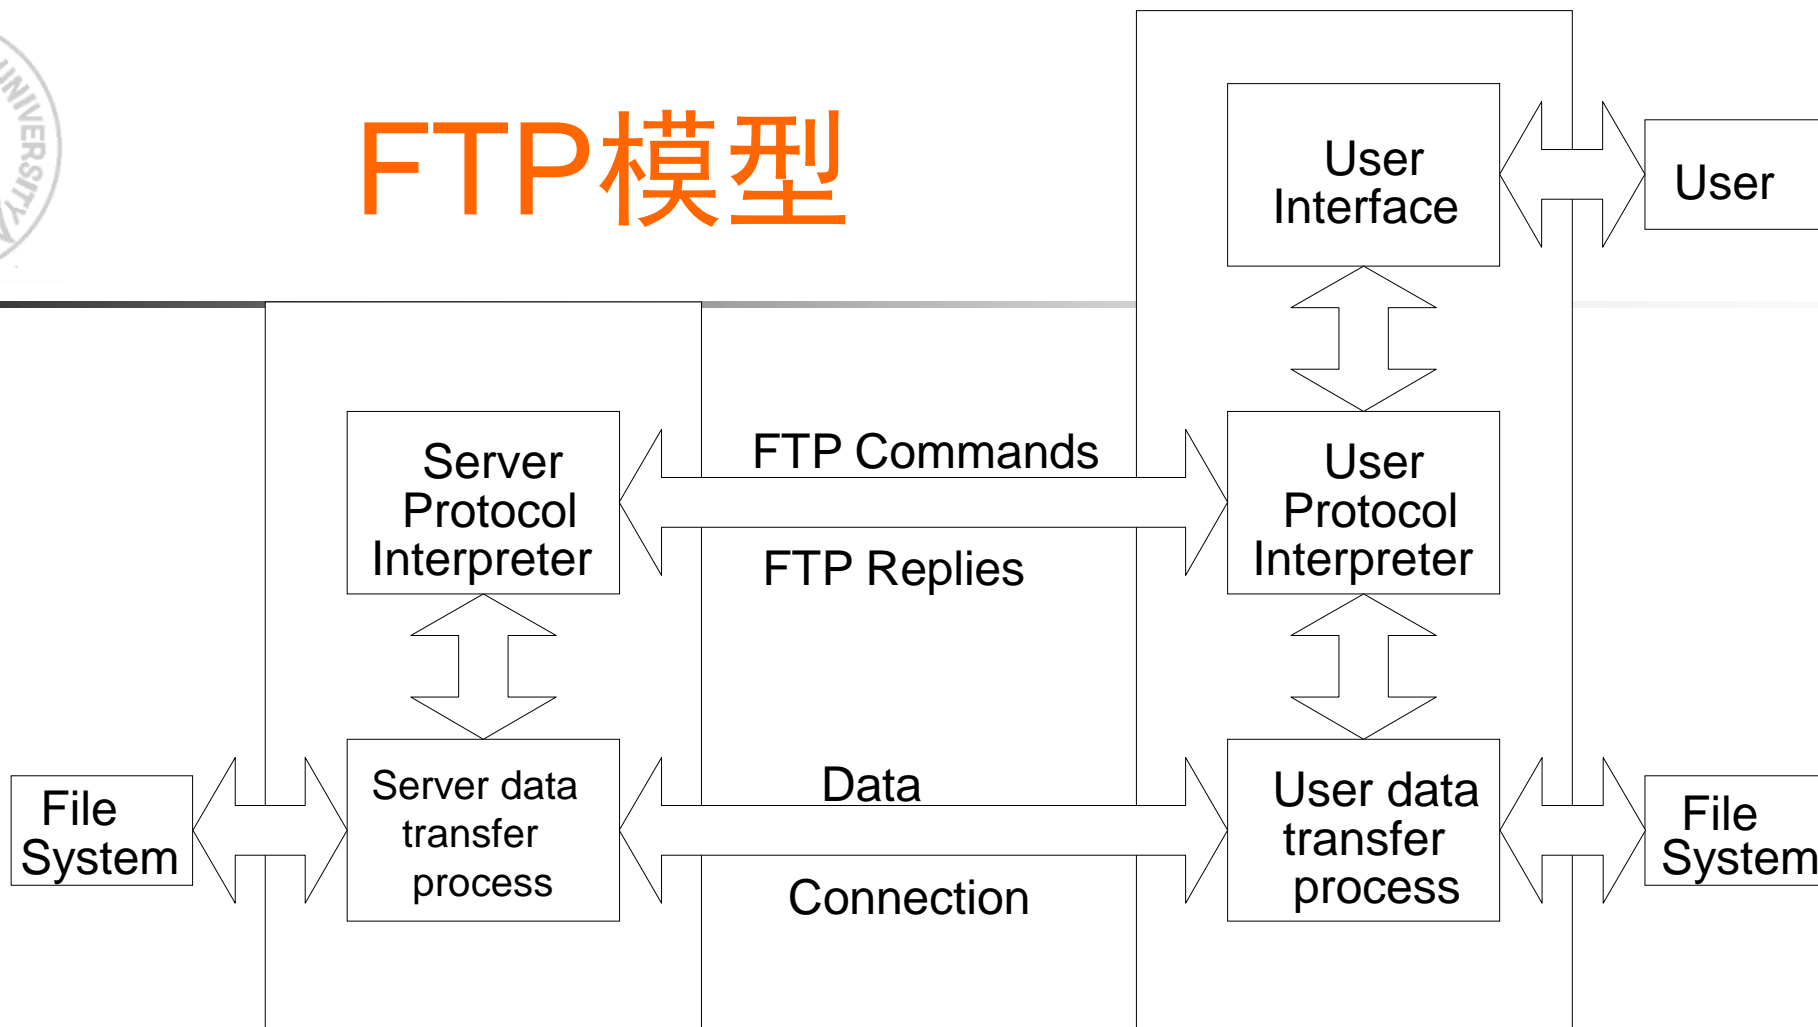 UNIVERSITY
FTP模型
User
Interface
User
Server
Protocol
Interpreter
FTP Commands
FTP Replies
User
Protocol
Interpreter
File
System
Server data
transfer
process
Data
Connection
User data
transfer
process
File
System